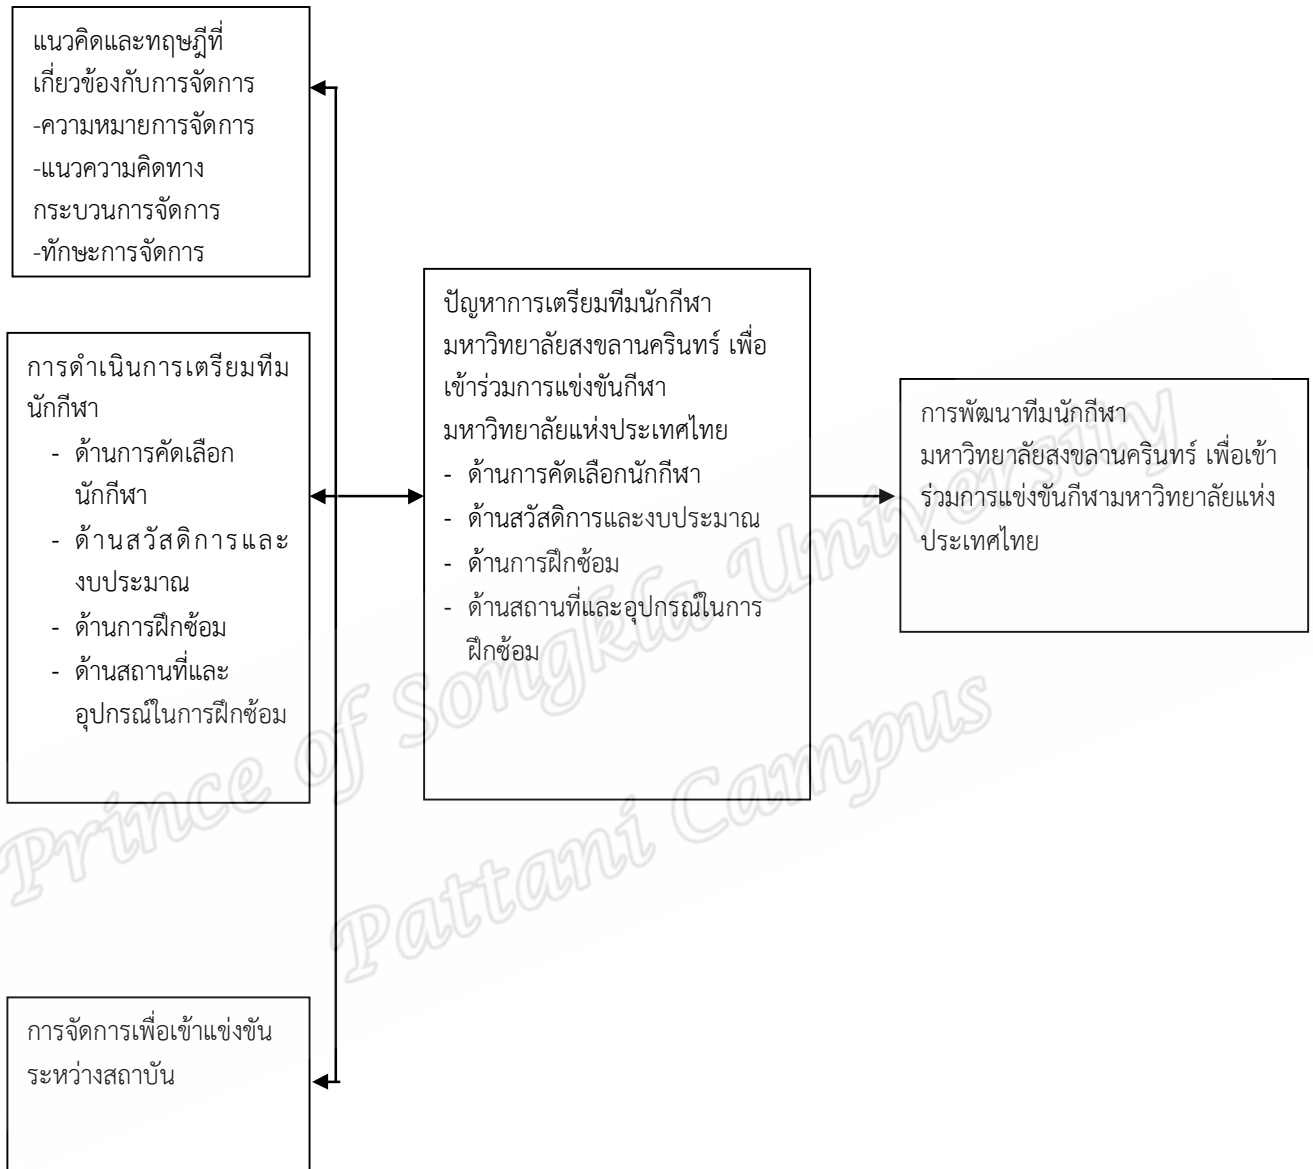 แนวคิดและทฤษฎีที่
เกี่ยวข้องกับการจัดการ
-ความหมายการจัดการ
-แนวความคิดทาง
กระบวนการจัดการ
-ทักษะการจัดการ
การดำเนินการเตรียมทีม
นักกีฬา
- ด้านการคัดเลือก
นักกีฬา
- ด้านสวัสดิการและ
งบประมาณ
- ด้านการฝึกซ้อม
- ด้านสถานที่และ
อุปกรณ์ในการฝึกซ้อม
การจัดการเพื่อเข้าแข่งขัน
ระหว่างสถาบัน
ปัญหาการเตรียมทีมนักกีฬา
มหาวิทยาลัยสงขลานครินทร์ เพื่อ
เข้าร่วมการแข่งขันกีฬา
มหาวิทยาลัยแห่งประเทศไทย
- ด้านการคัดเลือกนักกีฬา
- ด้านสวัสดิการและงบประมาณ
- ด้านการฝึกซ้อม
- ด้านสถานที่และอุปกรณ์ในการ
ฝึกซ้อม
การพัฒนาทีมนักกีฬา
มหาวิทยาลัยสงขลานครินทร์ เพื่อเข้า
ร่วมการแข่งขันกีฬามหาวิทยาลัยแห่ง
ประเทศไทย
Prince of Songkla University
Pattani Campus